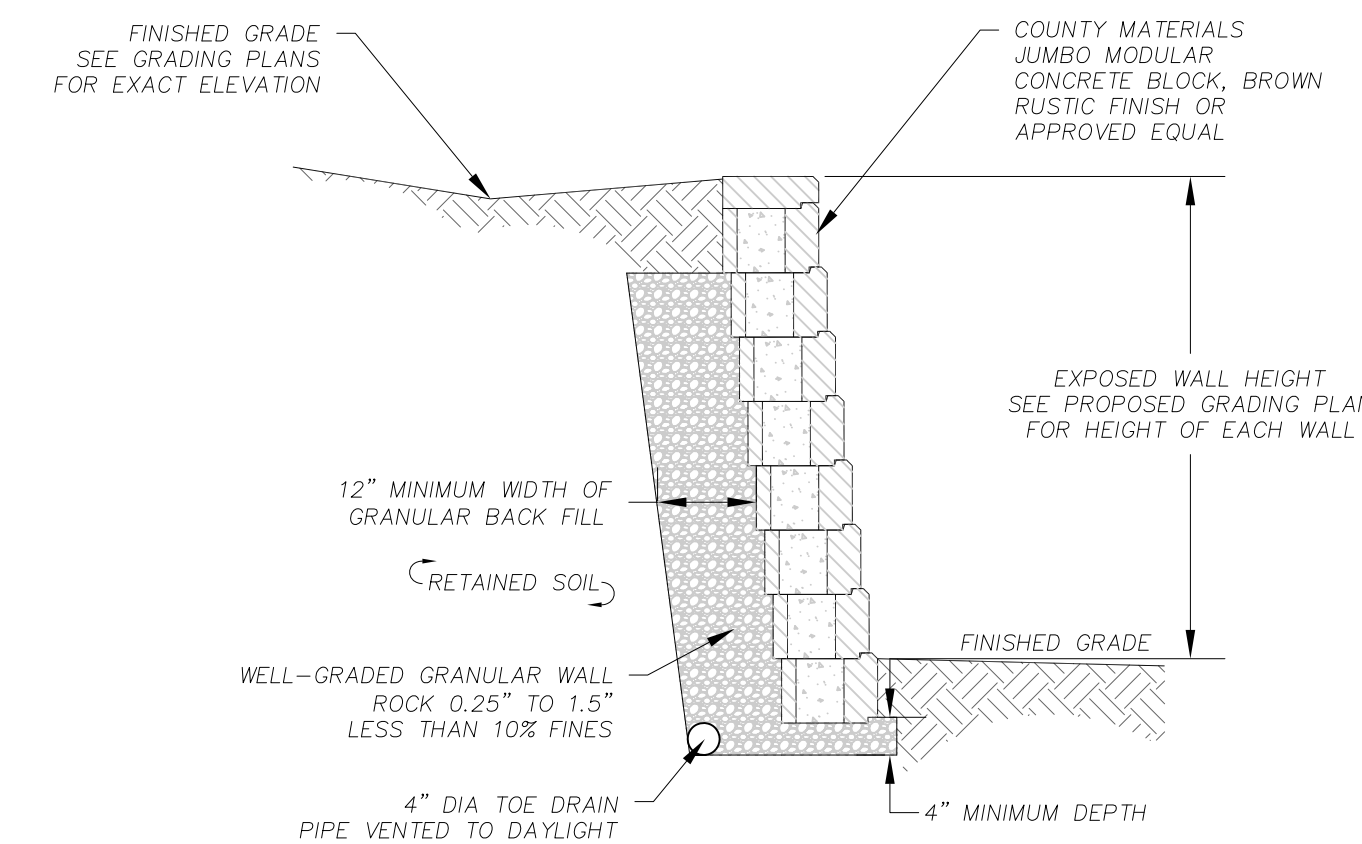 FINISHED GRADE
SEE GRADING PLANS
FOR EXACT ELEVATION
COUNTY MATERIALS
JUMBO MODULAR
CONCRETE BLOCK, BROWN
RUSTIC FINISH OR
APPROVED EQUAL
EXPOSED WALL HEIGHT
SEE PROPOSED GRADING PLAN
FOR HEIGHT OF EACH WALL
12” MINIMUM WIDTH OF
GRANULAR BACK FILL
RETAINED SOIL
FINISHED GRADE
WELL-GRADED GRANULAR WALL
ROCK 0.25” TO 1.5”
LESS THAN 10% FINES
4” DIA TOE DRAIN
PIPE VENTED TO DAYLIGHT
4” MINIMUM DEPTH